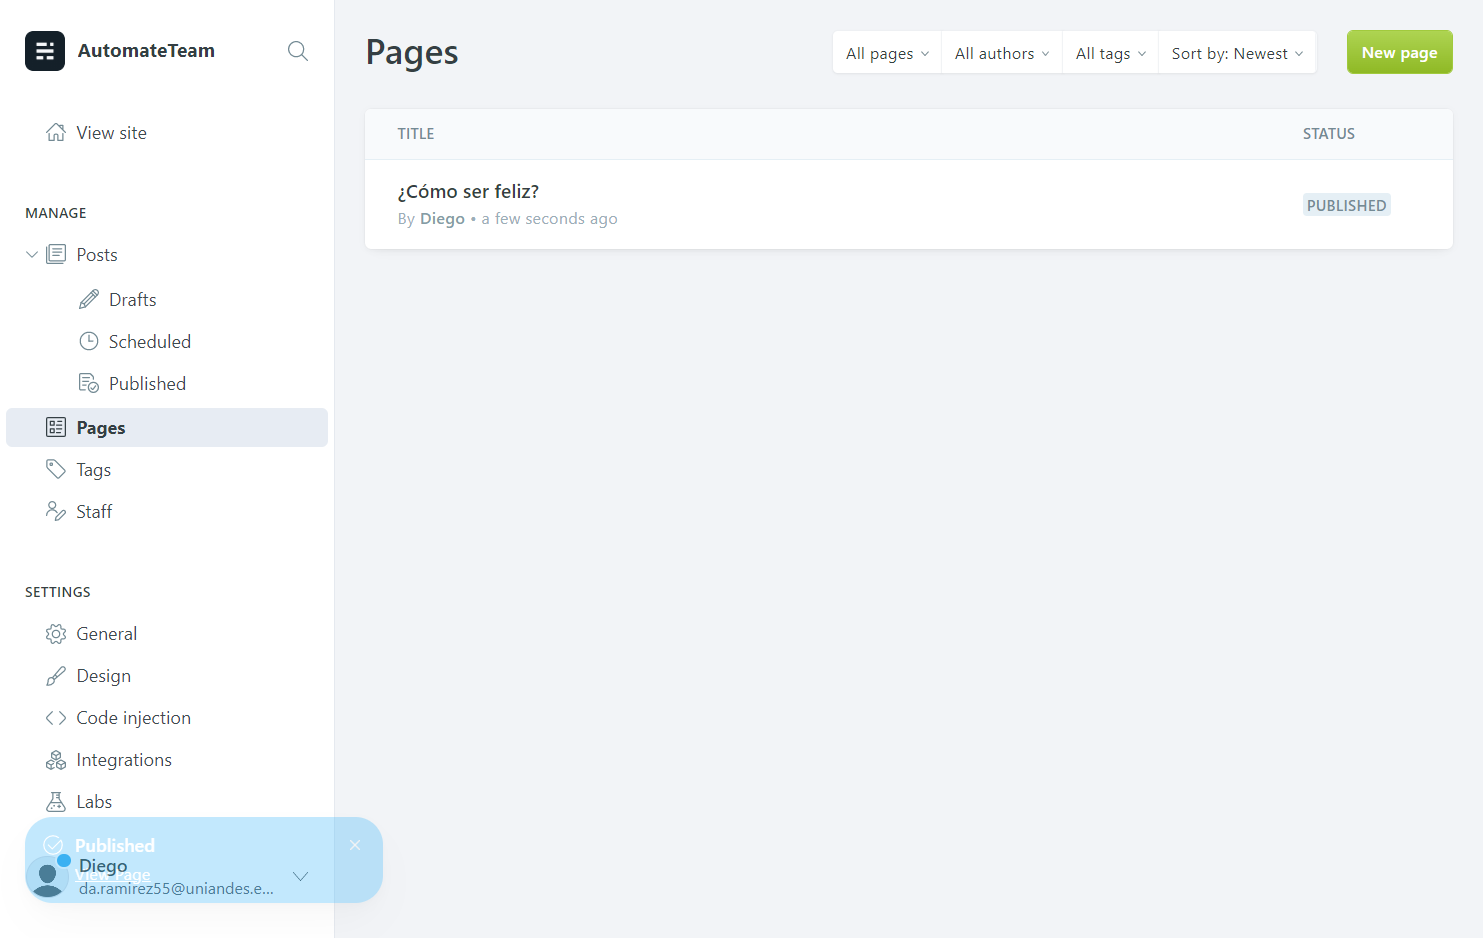 AutomateTeam
View site
MANAGE
Posts
Drafts
Scheduled
Published
Pages
Tags
Staff
SETTINGS
General
Design
Code injection
Integrations
Labs
Published
Diego
View Page
da.ramirez55@uniandes.e...
Pages
All pages
All authors
All tags
Sort by: Newest
New page
TITLE
STATUS
¿Cómo ser feliz?
By Diego • a few seconds ago
PUBLISHED